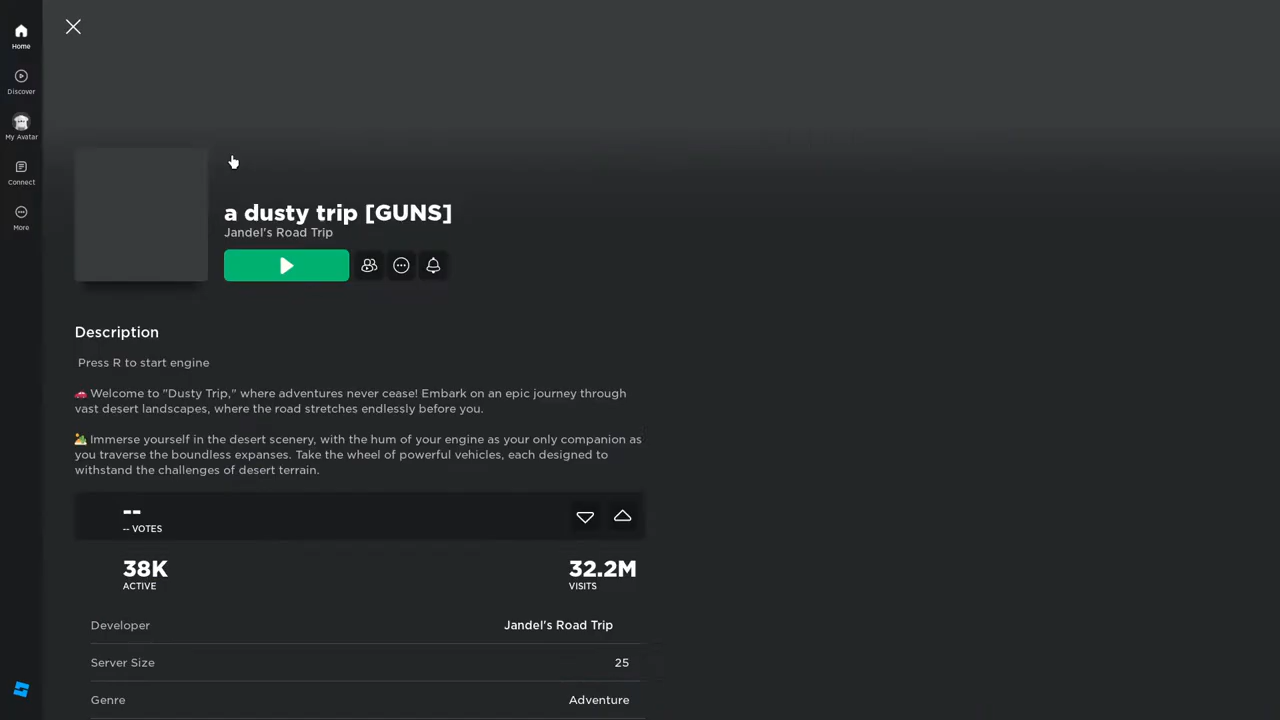 Home
Discover
My Avatar
Connect
More
a dusty trip [GUNS]
Jandel's Road Trip
Description
Press R to start engine
🚗 Welcome to "Dusty Trip," where adventures never cease! Embark on an epic journey through
vast desert landscapes, where the road stretches endlessly before you.
🏜️ Immerse yourself in the desert scenery, with the hum of your engine as your only companion as
you traverse the boundless expanses. Take the wheel of powerful vehicles, each designed to
withstand the challenges of desert terrain.
--
-- VOTES
38K
ACTIVE
32.2M
VISITS
Developer Jandel's Road Trip
Server Size 25
Genre Adventure